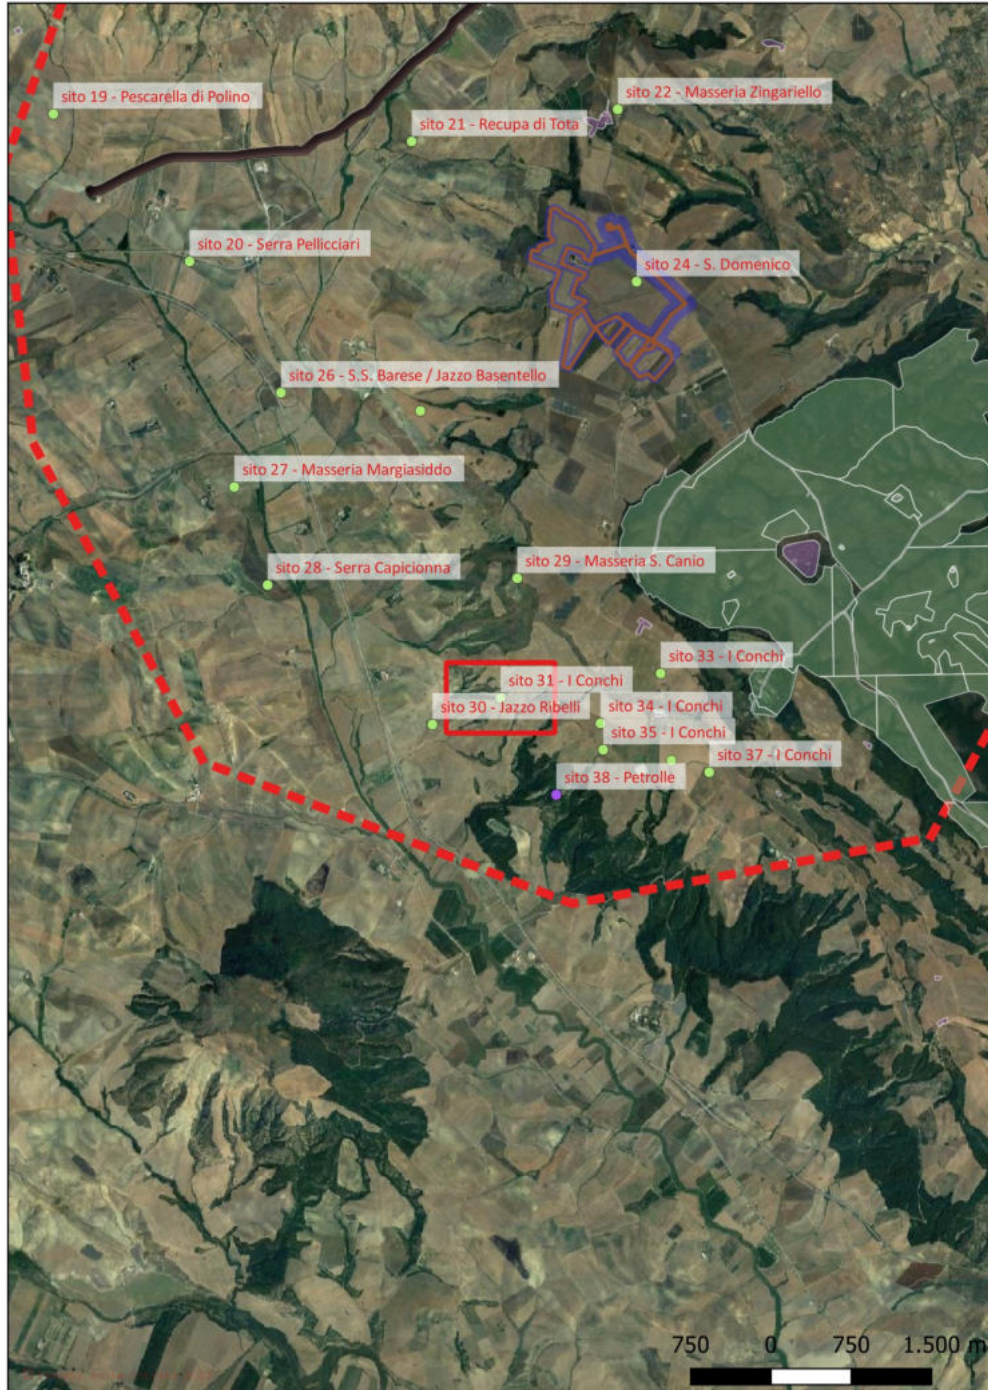 sito 19 - Pescarella di Polino
sito 22 - Masseria Zingariello
sito 21 - Recupa di Tota
sito 20 - Serra Pellicciari
sito 24 - S. Domenico
sito 26 - S.S. Barese / Jazzo Basentello
sito 27 - Masseria Margiasiddo
sito 28 - Serra Capicionna
sito 29 - Masseria S. Canio
sito 33 - I Conchi
sito 31 - I Conchi
sito 30 - Jazzo Ribelli
sito 34 - I Conchi
sito 35 - I Conchi
sito 37 - I Conchi
sito 38 - Petrolle
750 0 750 1.500 m